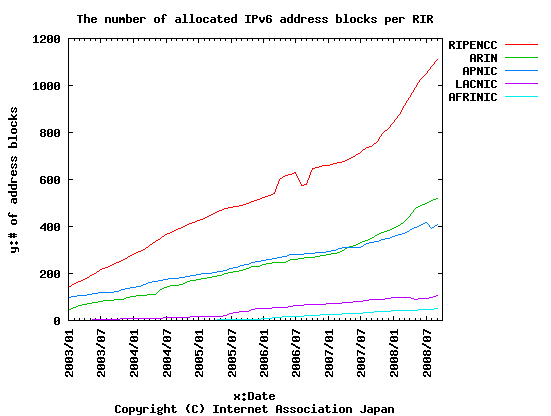 The number of allocated IPv6 address blocks per RIR
RIPENCC
ARIN
APNIC
LACNIC
AFRINIC
1200
1000
800
600
400
200
0
y:# of address blocks
2003/01
2003/07
2004/01
2004/07
2005/01
2005/07
2006/01
2006/07
2007/01
2007/07
2008/01
2008/07
x:Date
Copyright (C) Internet Association Japan